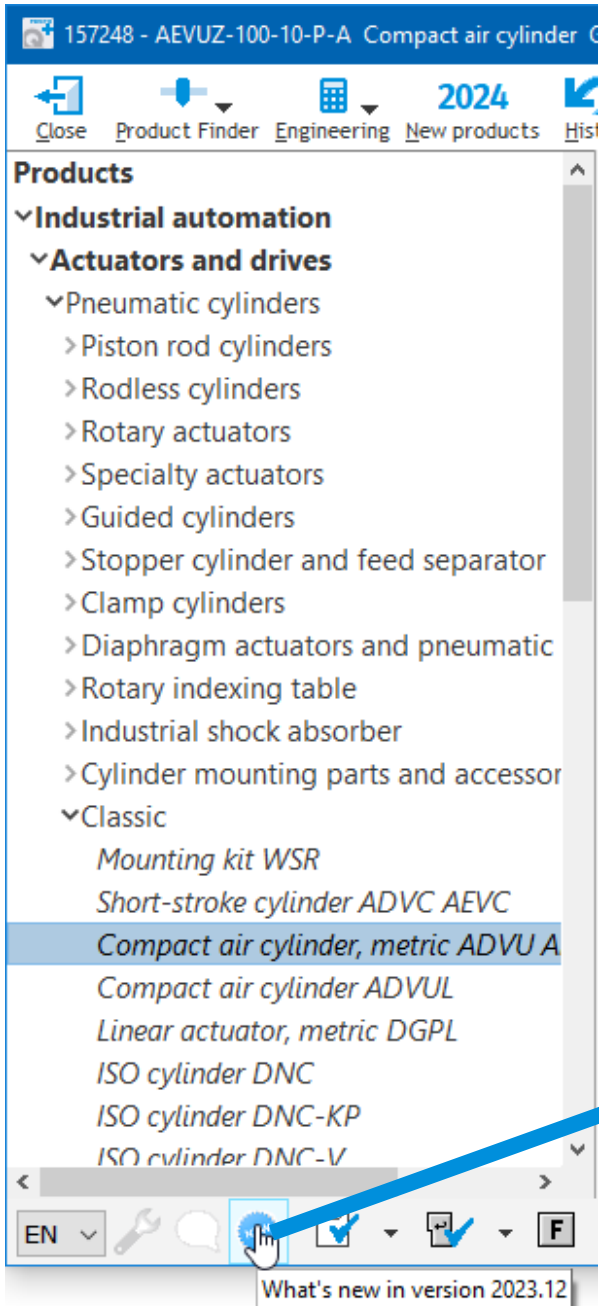 157248 - AEVUZ-100-10-P-A Compact air cylinder
2024
Close Product Finder Engineering New products Hist
Products
Industrial automation
Actuators and drives
Pneumatic cylinders
Piston rod cylinders
Rodless cylinders
Rotary actuators
Specialty actuators
Guided cylinders
Stopper cylinder and feed separator
Clamp cylinders
Diaphragm actuators and pneumatic
Rotary indexing table
Industrial shock absorber
Cylinder mounting parts and accessor
Classic
Mounting kit WSR
Short-stroke cylinder ADVC AEVC
Compact air cylinder, metric ADVU A
Compact air cylinder ADVUL
Linear actuator, metric DGPL
ISO cylinder DNC
ISO cylinder DNC-KP
ISO cylinder DNC-V
EN F
What's new in version 2023.12